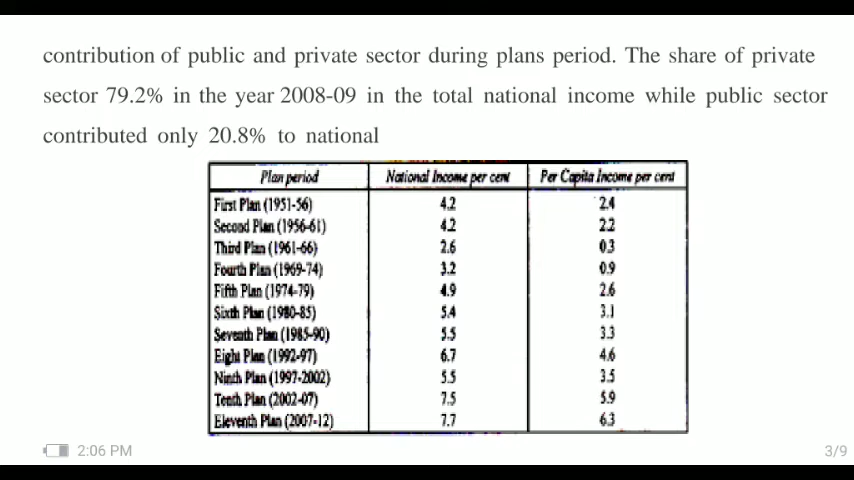 contribution of public and private sector during plans period. The share of private
sector 79.2% in the year 2008-09 in the total national income while public sector
contributed only 20.8% to national
Plan period National Income per cent Per Capita Income per cent
First Plan (1951-56) 4.2 2.4
Second Plan (1956-61) 4.2 2.2
Third Plan (1961-66) 2.6 0.3
Fourth Plan (1969-74) 3.2 0.9
Fifth Plan (1974-79) 4.9 2.6
Sixth Plan (1980-85) 5.4 3.1
Seventh Plan (1985-90) 5.5 3.3
Eight Plan (1992-97) 6.7 4.6
Ninth Plan (1997-2002) 5.5 3.5
Tenth Plan (2002-07) 7.5 5.9
Eleventh Plan (2007-12) 7.7 6.3
2:06 PM 3/9